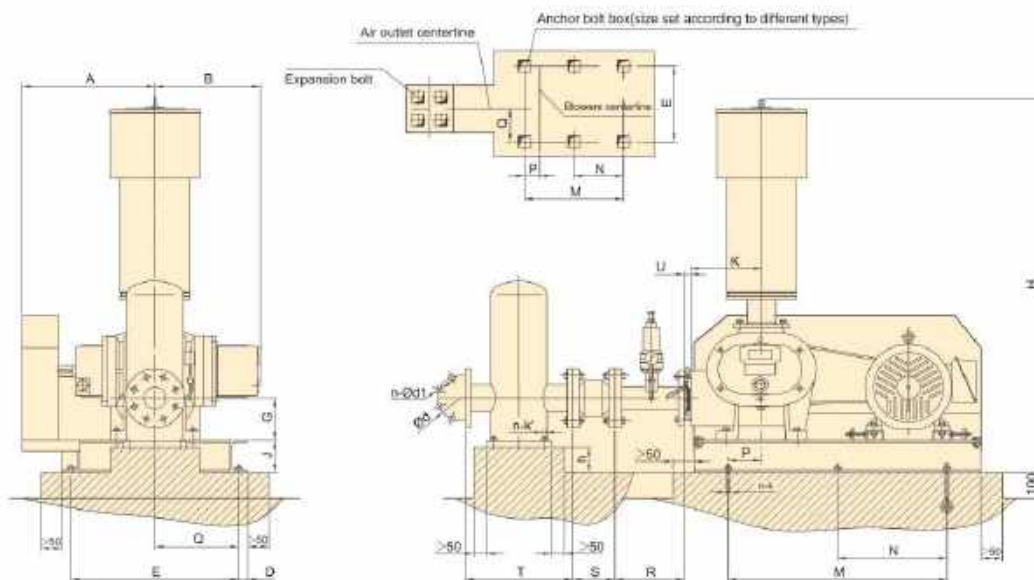 Anchor bolt box(size set according to different types)
Air outlet centerline
Expansion bolt
Blowers centerline
A
B
E
Q
P
N
M
H
U
K
n-Ød1
Ød
n-k'
G
J
h
>50
P
100
>50
>50
Q
E
D
>50
>50
N
M
>50
T
S
R